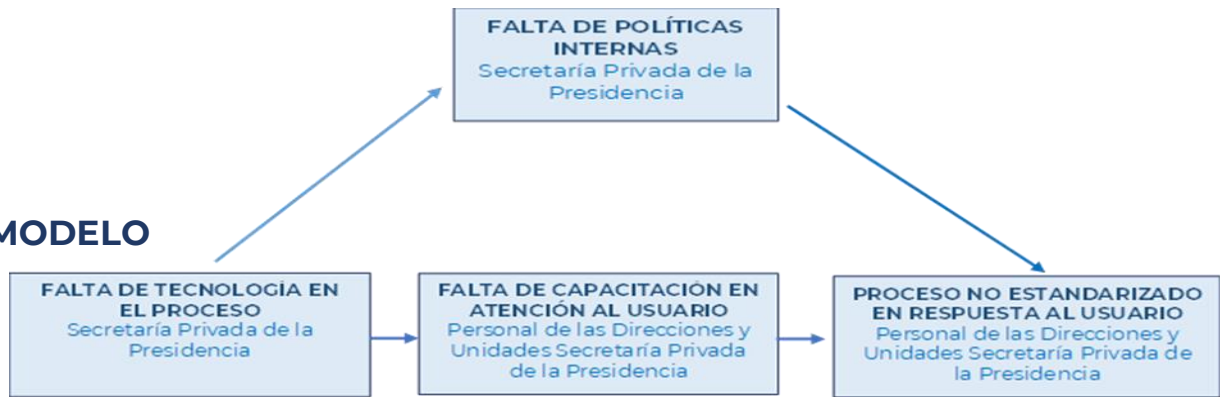 FALTA DE POLÍTICAS
INTERNAS
Secretaría Privada de la
Presidencia
MODELO
FALTA DE TECNOLOGÍA EN
EL PROCESO
Secretaría Privada de la
Presidencia
FALTA DE CAPACITACIÓN EN
ATENCIÓN AL USUARIO
Personal de las Direcciones y
Unidades Secretaría Privada
de la Presidencia
PROCESO NO ESTANDARIZADO
EN RESPUESTA AL USUARIO
Personal de las Direcciones y
Unidades Secretaría Privada de
la Presidencia